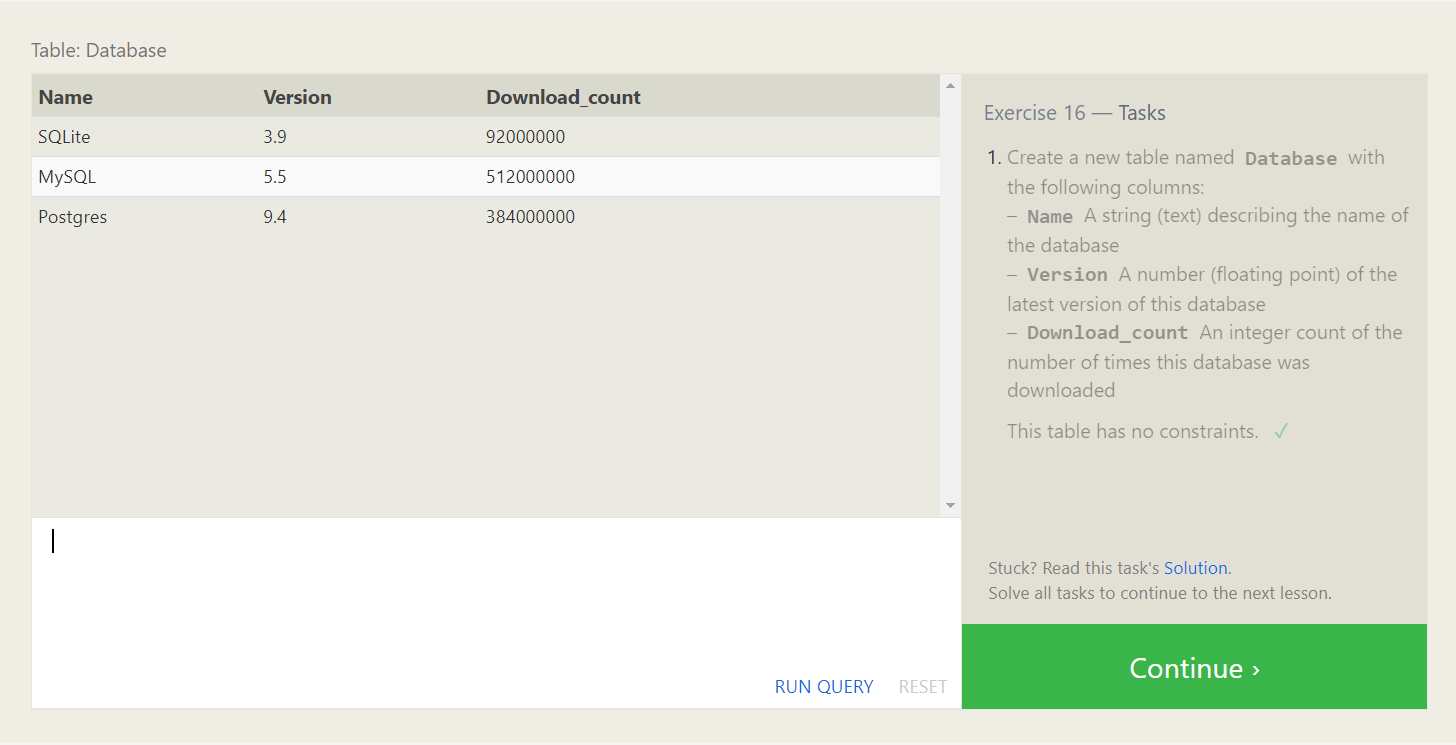 Table: Database
Name Version Download_count
SQLite 3.9 92000000
MySQL 5.5 512000000
Postgres 9.4 384000000
RUN QUERY RESET
Exercise 16 — Tasks
1. Create a new table named Database with
the following columns:
– Name A string (text) describing the name of
the database
– Version A number (floating point) of the
latest version of this database
– Download_count An integer count of the
number of times this database was
downloaded
This table has no constraints. ✓
Stuck? Read this task's Solution.
Solve all tasks to continue to the next lesson.
Continue ›